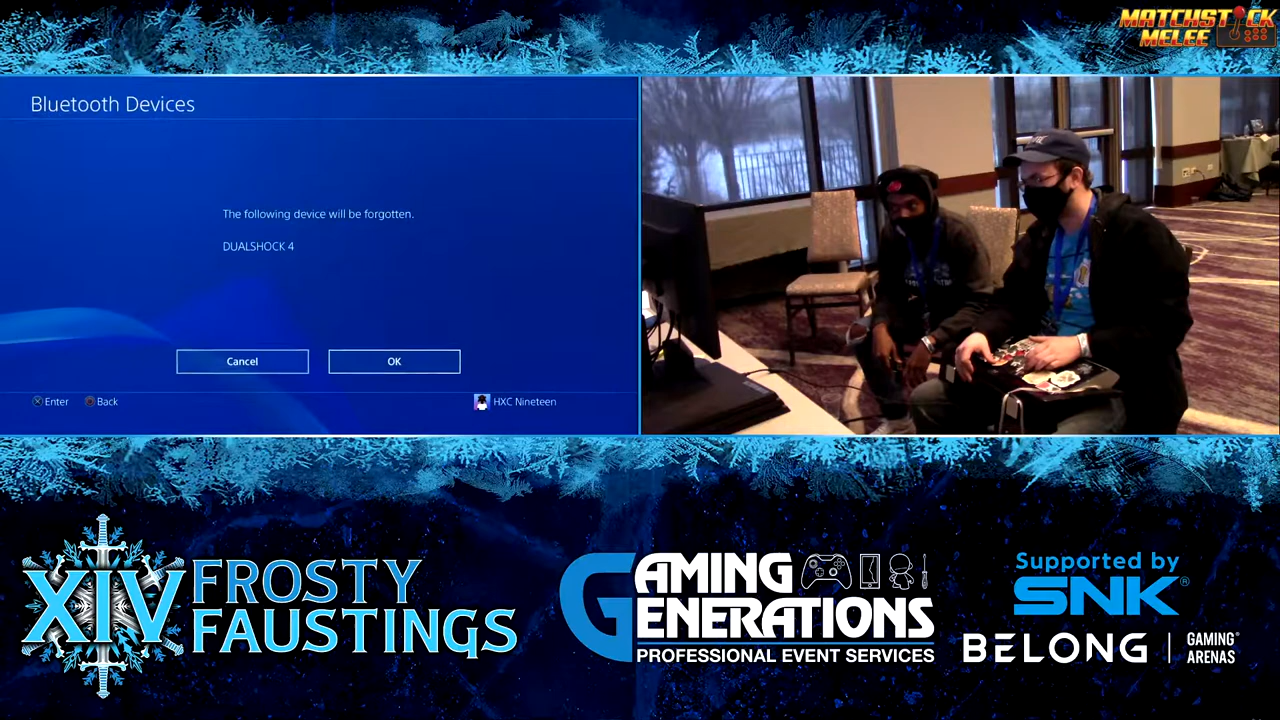 MATCHSTICK
MELEE
Bluetooth Devices
The following device will be forgotten.
DUALSHOCK 4
Cancel
OK
Enter
Back
HXC Nineteen
XIV
FROSTY
FAUSTINGS
GAMING
GENERATIONS
PROFESSIONAL EVENT SERVICES
Supported by
SNK®
BELONG
GAMING®
ARENAS